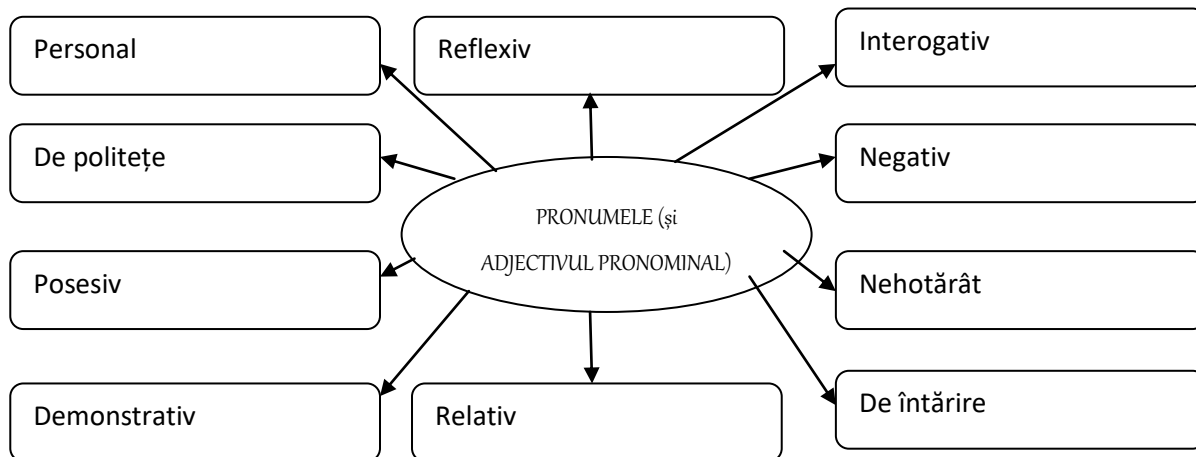 Personal
Reflexiv
Interogativ
De politețe
Negativ
PRONUMELE (și
ADJECTIVUL PRONOMINAL)
Posesiv
Nehotărât
Demonstrativ
Relativ
De întărire